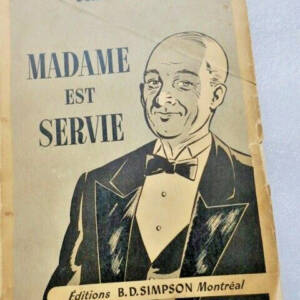 MADAME
EST
SERVIE
Éditions B. D. SIMPSON Montréal